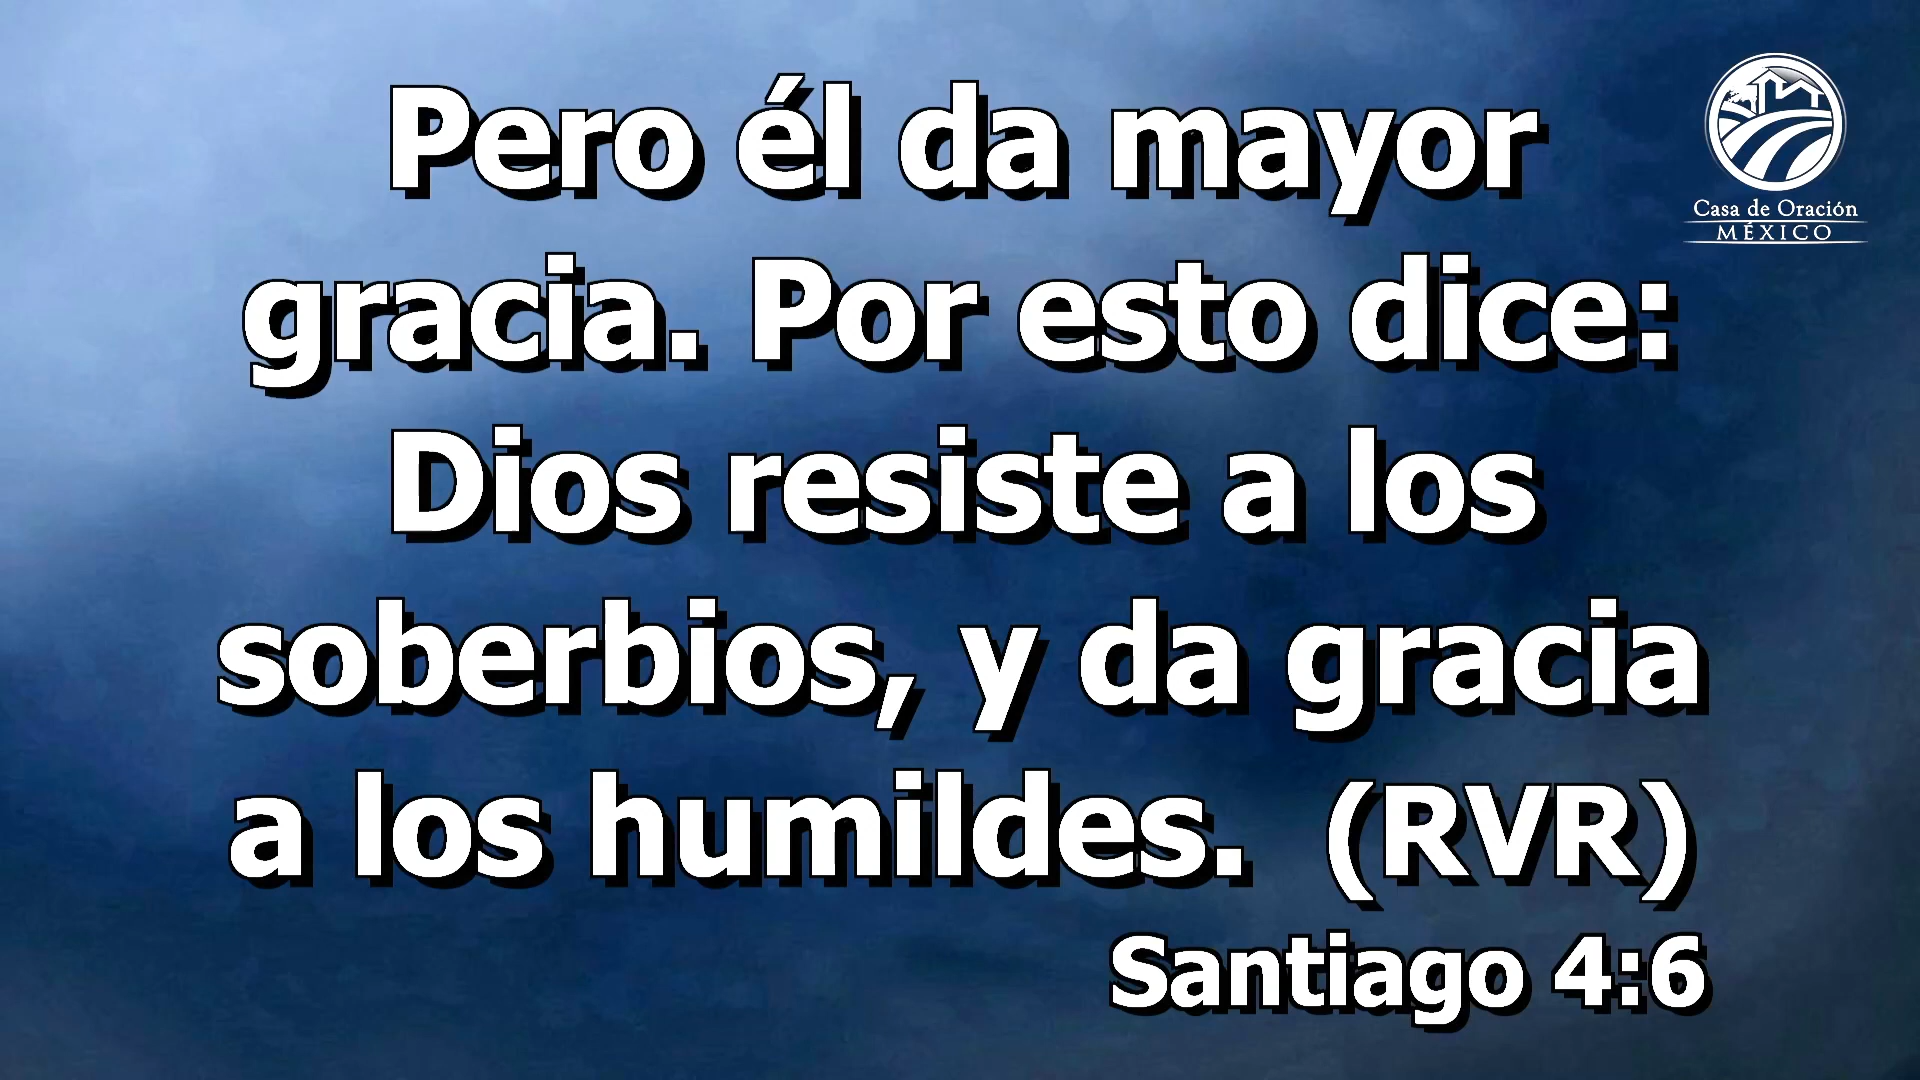 Pero él da mayor
gracia. Por esto dice:
Dios resiste a los
soberbios, y da gracia
a los humildes.  (RVR)
Santiago 4:6
Casa de Oración
MÉXICO